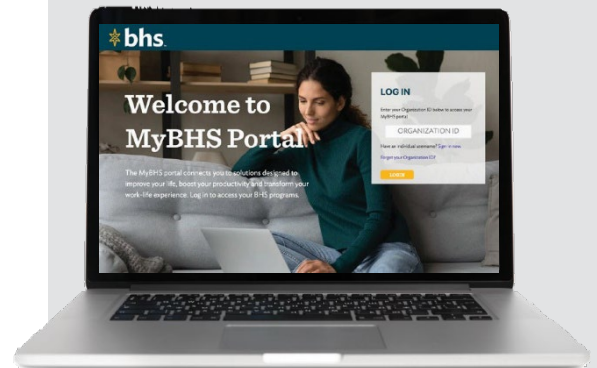 bhs.
Welcome to
MyBHS Portal
The MyBHS portal connects you to solutions designed to
improve your life, boost your productivity and transform your
work-life experience. Log in to access your BHS programs.
LOG IN
Enter your Organization ID below to access your
MyBHS portal
ORGANIZATION ID
Have an individual username? Sign in now.
Forgot your Organization ID?
LOG IN